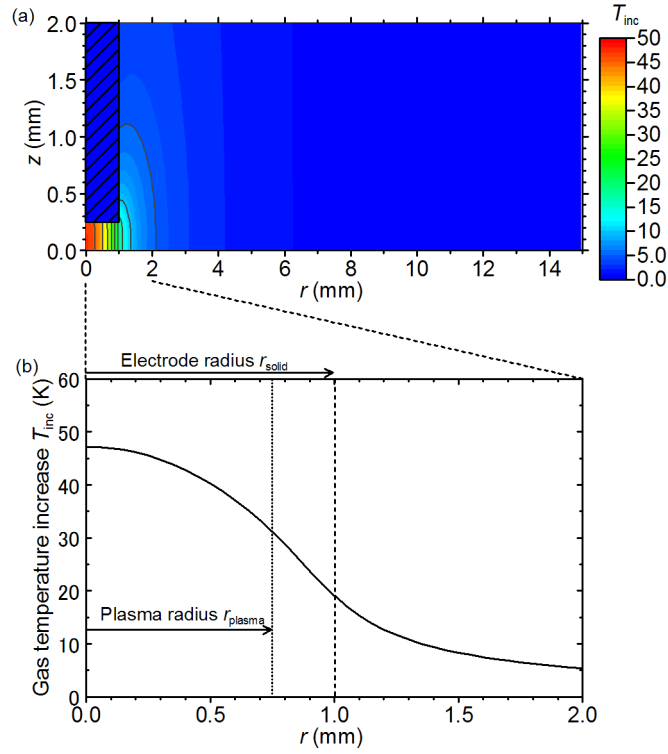 (a)
T_inc
2.0
1.5
1.0
0.5
0.0
z (mm)
0 2 4 6 8 10 12 14
r (mm)
50
45
40
35
30
25
20
15
10
5.0
0.0
(b)
Electrode radius r_solid
60
50
40
30
20
10
0
Gas temperature increase T_inc (K)
Plasma radius r_plasma
0.0 0.5 1.0 1.5 2.0
r (mm)